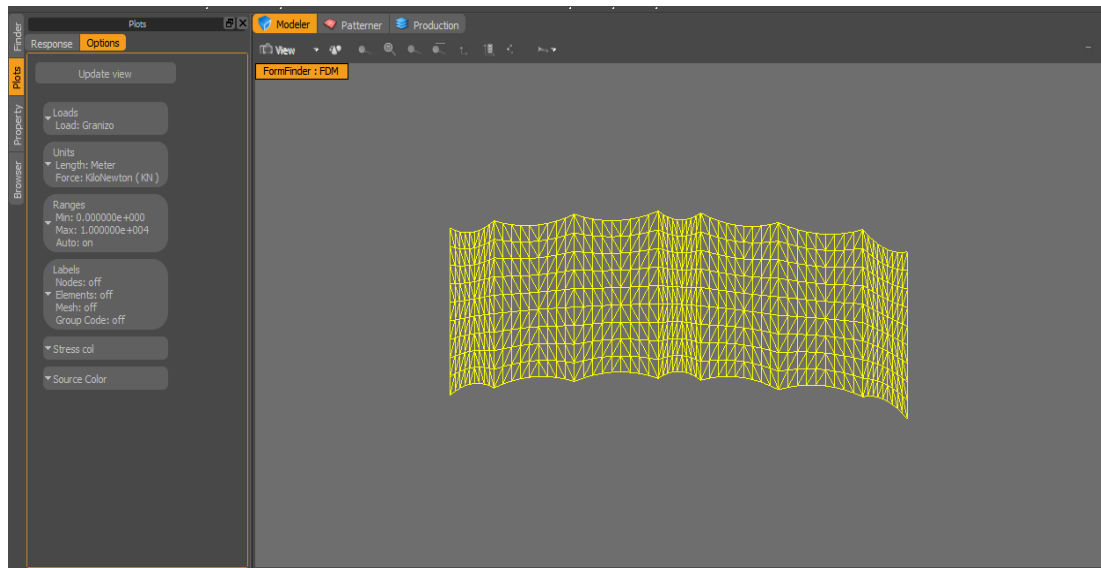 Plots
Modeler
Patterner
Production
Finder
Plots
Property
Browser
Response
Options
View
FormFinder : FDM
Update view
Loads
Load: Granizo
Units
Length: Meter
Force: KiloNewton ( KN )
Ranges
Min: 0.000000e+000
Max: 1.000000e+004
Auto: on
Labels
Nodes: off
Elements: off
Mesh: off
Group Code: off
Stress col
Source Color